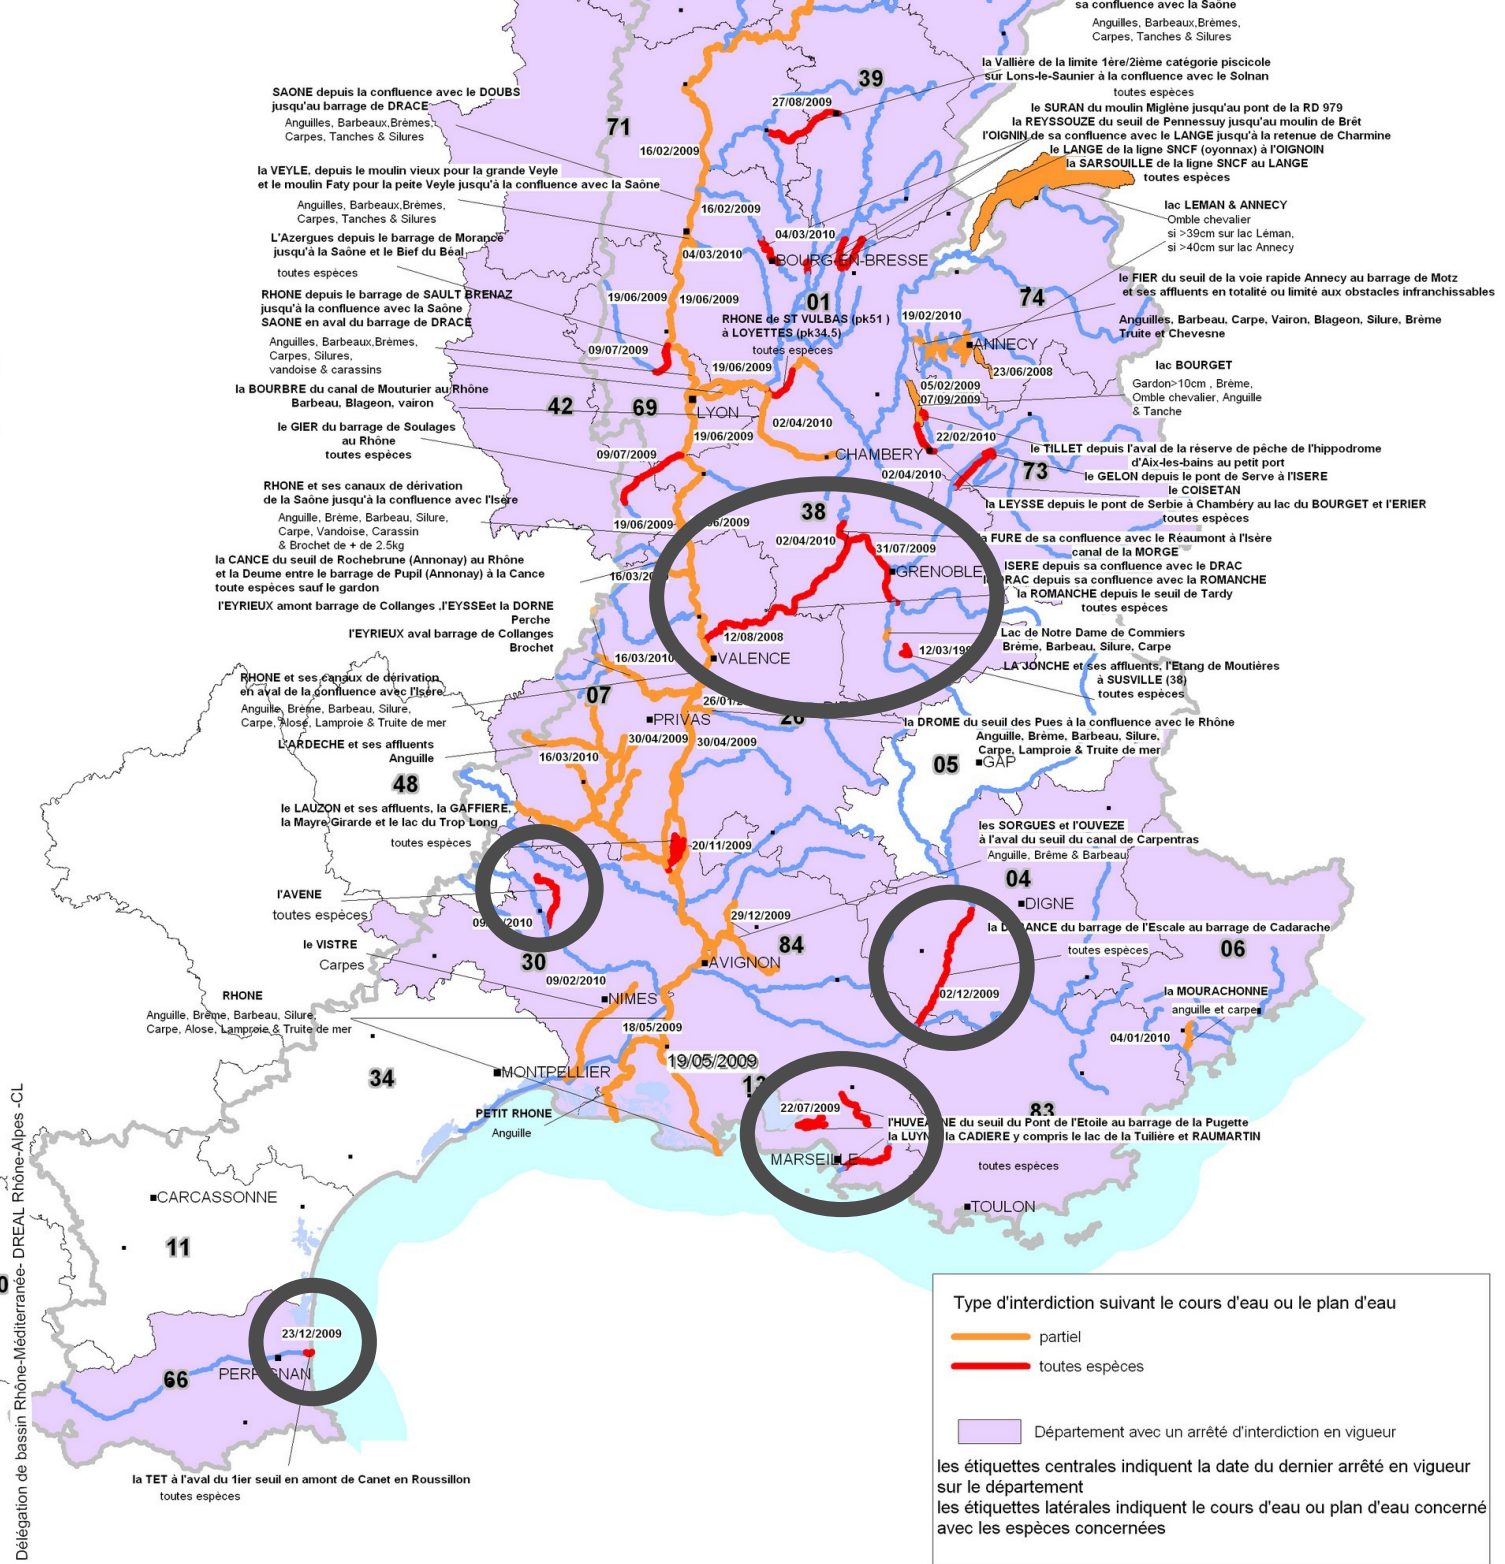 sa confluence avec la Saône
Anguilles, Barbeaux,Brèmes,
Carpes, Tanches & Silures
la Vallière de la limite 1ère/2ième catégorie piscicole
sur Lons-le-Saunier à la confluence avec le Solnan
toutes espèces
le SURAN du moulin Miglène jusqu'au pont de la RD 979
la REYSSOUZE du seuil de Pennessuy jusqu'au moulin de Brêt
l'OIGNIN de sa confluence avec le LANGE jusqu'à la retenue de Charmine
le LANGE de la ligne SNCF (oyonnax) à l'OIGNOIN
la SARSOUILLE de la ligne SNCF au LANGE
toutes espèces
lac LEMAN & ANNECY
Omble chevalier
si >39cm sur lac Léman,
si >40cm sur lac Annecy
le FIER du seuil de la voie rapide Annecy au barrage de Motz
et ses affluents en totalité ou limité aux obstacles infranchissables
Anguilles, Barbeau, Carpe, Vairon, Blageon, Silure, Brème
Truite et Chevesne
lac BOURGET
Gardon>10cm , Brème,
Omble chevalier, Anguille
& Tanche
le TILLET depuis l'aval de la réserve de pêche de l'hippodrome
d'Aix-les-bains au petit port
le GELON depuis le pont de Serve à l'ISERE
le COISETAN
la LEYSSE depuis le pont de Serbie à Chambéry au lac du BOURGET et l'ERIER
toutes espèces
la FURE de sa confluence avec le Réaumont à l'Isère
canal de la MORGE
ISERE depuis sa confluence avec le DRAC
DRAC depuis sa confluence avec la ROMANCHE
la ROMANCHE depuis le seuil de Tardy
toutes espèces
Lac de Notre Dame de Commiers
Brème, Barbeau, Silure, Carpe
LA JONCHE et ses affluents, l'Etang de Moutières
à SUSVILLE (38)
toutes espèces
la DROME du seuil des Pues à la confluence avec le Rhône
Anguille, Brème, Barbeau, Silure,
Carpe, Lamproie & Truite de mer
les SORGUES et l'OUVEZE
à l'aval du seuil du canal de Carpentras
Anguille, Brème & Barbeau
la DURANCE du barrage de l'Escale au barrage de Cadarache
toutes espèces
la MOURACHONNE
anguille et carpe
l'HUVEAUNE du seuil du Pont de l'Etoile au barrage de la Pugette
la LUYNES la CADIERE y compris le lac de la Tuilière et RAUMARTIN
toutes espèces
SAONE depuis la confluence avec le DOUBS
jusqu'au barrage de DRACE
Anguilles, Barbeaux,Brèmes,
Carpes, Tanches & Silures
la VEYLE, depuis le moulin vieux pour la grande Veyle
et le moulin Faty pour la peite Veyle jusqu'à la confluence avec la Saône
Anguilles, Barbeaux,Brèmes,
Carpes, Tanches & Silures
L'Azergues depuis le barrage de Morancé
jusqu'à la Saône et le Bief du Béal
toutes espèces
RHONE depuis le barrage de SAULT BRENAZ
jusqu'à la confluence avec la Saône
SAONE en aval du barrage de DRACE
Anguilles, Barbeaux,Brèmes,
Carpes, Silures,
vandoise & carassins
la BOURBRE du canal de Mouturier au Rhône
Barbeau, Blageon, vairon
le GIER du barrage de Soulages
au Rhône
toutes espèces
RHONE et ses canaux de dérivation
de la Saône jusqu'à la confluence avec l'Isère
Anguille, Brème, Barbeau, Silure,
Carpe, Vandoise, Carassin
& Brochet de + de 2.5kg
la CANCE du seuil de Rochebrune (Annonay) au Rhône
et la Deume entre le barrage de Pupil (Annonay) à la Cance
toute espèces sauf le gardon
l'EYRIEUX amont barrage de Collanges ,l'EYSSEet la DORNE
Perche
l'EYRIEUX aval barrage de Collanges
Brochet
RHONE et ses canaux de dérivation
en aval de la confluence avec l'Isère
Anguille, Brème, Barbeau, Silure,
Carpe, Alose, Lamproie & Truite de mer
L'ARDECHE et ses affluents
Anguille
le LAUZON et ses affluents, la GAFFIERE,
la Mayre Girarde et le lac du Trop Long
toutes espèces
l'AVENE
toutes espèces
le VISTRE
Carpes
RHONE
Anguille, Brème, Barbeau, Silure,
Carpe, Alose, Lamproie & Truite de mer
PETIT RHONE
Anguille
la TET à l'aval du 1ier seuil en amont de Canet en Roussillon
toutes espèces
39
27/08/2009
71
16/02/2009
16/02/2009
04/03/2010
04/03/2010
BOURG-EN-BRESSE
19/06/2009
19/06/2009
01
RHONE de ST VULBAS (pk51 )
à LOYETTES (pk34.5)
toutes espèces
74
19/02/2010
ANNECY
23/06/2008
09/07/2009
19/06/2009
05/02/2009
07/09/2009
42
69
LYON
02/04/2010
19/06/2009
22/02/2010
CHAMBERY
09/07/2009
02/04/2010
73
38
19/06/2009
02/04/2010
31/07/2009
GRENOBLE
12/08/2008
VALENCE
16/03/2010
07
PRIVAS
30/04/2009
30/04/2009
16/03/2010
05
GAP
48
20/11/2009
04
DIGNE
29/12/2009
84
30
AVIGNON
06
09/02/2010
NIMES
02/12/2009
18/05/2009
19/05/2009
04/01/2010
34
MONTPELLIER
13
22/07/2009
83
MARSEILLE
TOULON
CARCASSONNE
11
23/12/2009
66
PERPIGNAN
Type d'interdiction suivant le cours d'eau ou le plan d'eau
partiel
toutes espèces
Département avec un arrêté d'interdiction en vigueur
les étiquettes centrales indiquent la date du dernier arrêté en vigueur
sur le département
les étiquettes latérales indiquent le cours d'eau ou plan d'eau concerné
avec les espèces concernées
Délégation de bassin Rhône-Méditerranée- DREAL Rhône-Alpes -CL